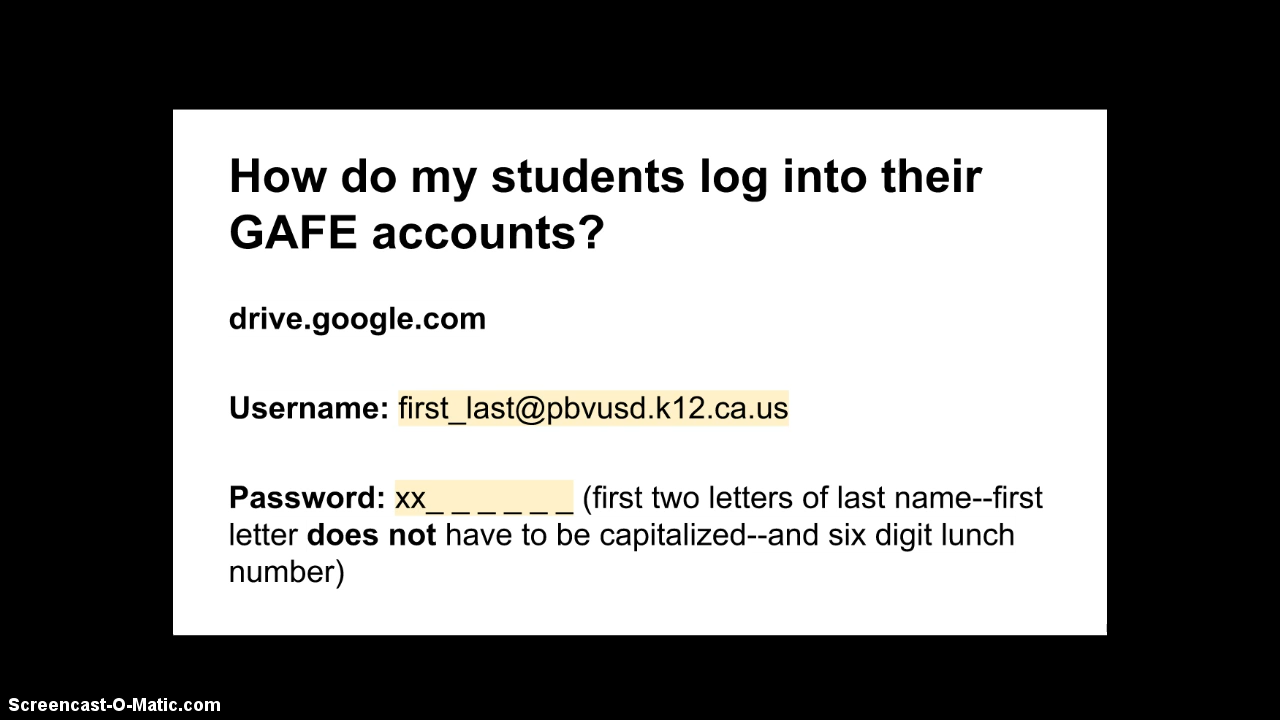 How do my students log into their
GAFE accounts?
drive.google.com
Username: first_last@pbvusd.k12.ca.us
Password: xx_ _ _ _ _ _ (first two letters of last name--first
letter does not have to be capitalized--and six digit lunch
number)
Screencast-O-Matic.com